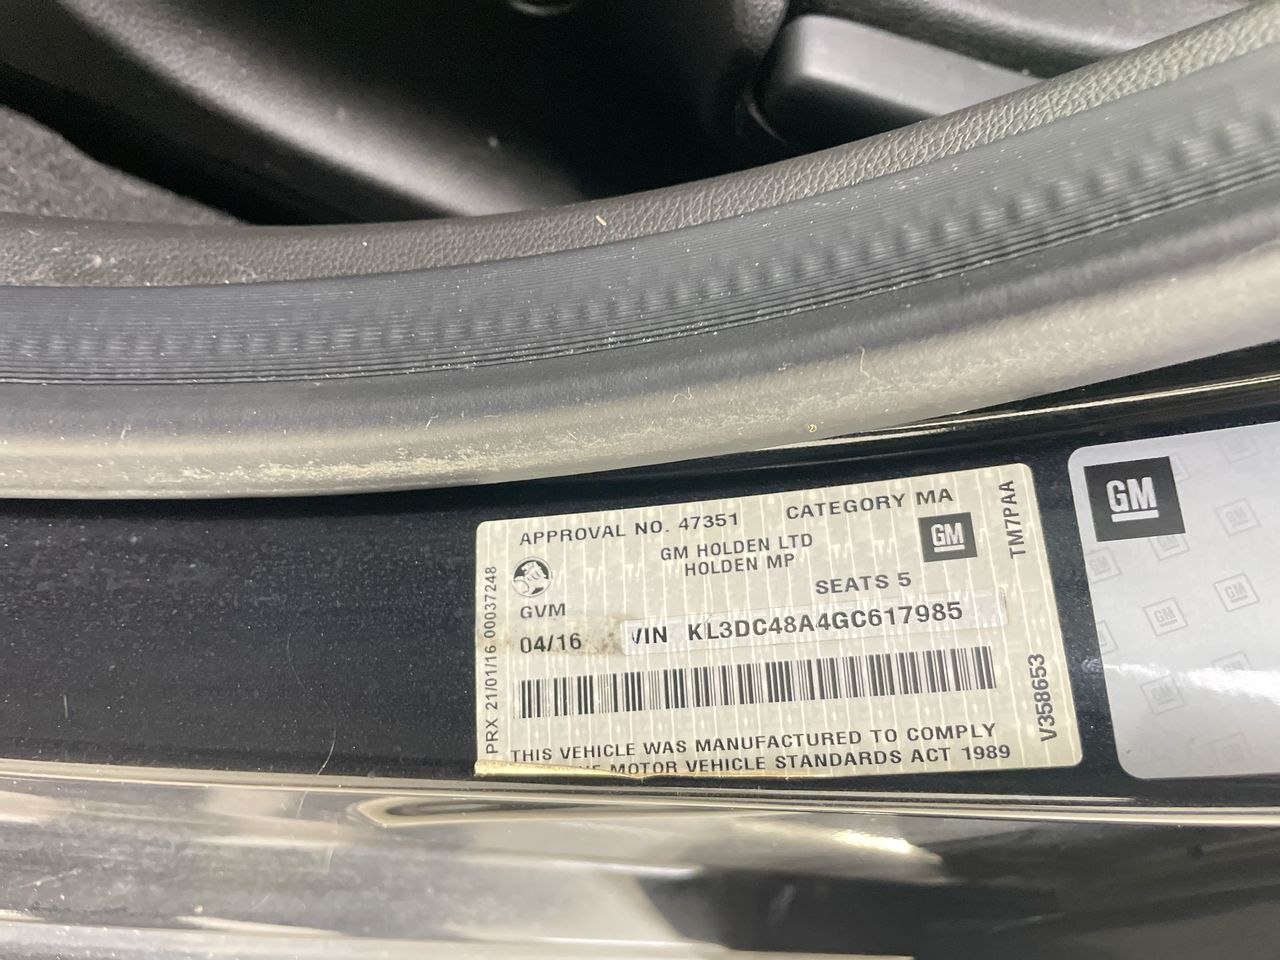 APPROVAL NO. 47351 CATEGORY MA
GM HOLDEN LTD
HOLDEN MP
GM
SEATS 5
GVM
04/16
VIN KL3DC48A4GC617985
THIS VEHICLE WAS MANUFACTURED TO COMPLY
MOTOR VEHICLE STANDARDS ACT 1989
PRX 21/01/16 00037248
TM7PAA
V358653
GM